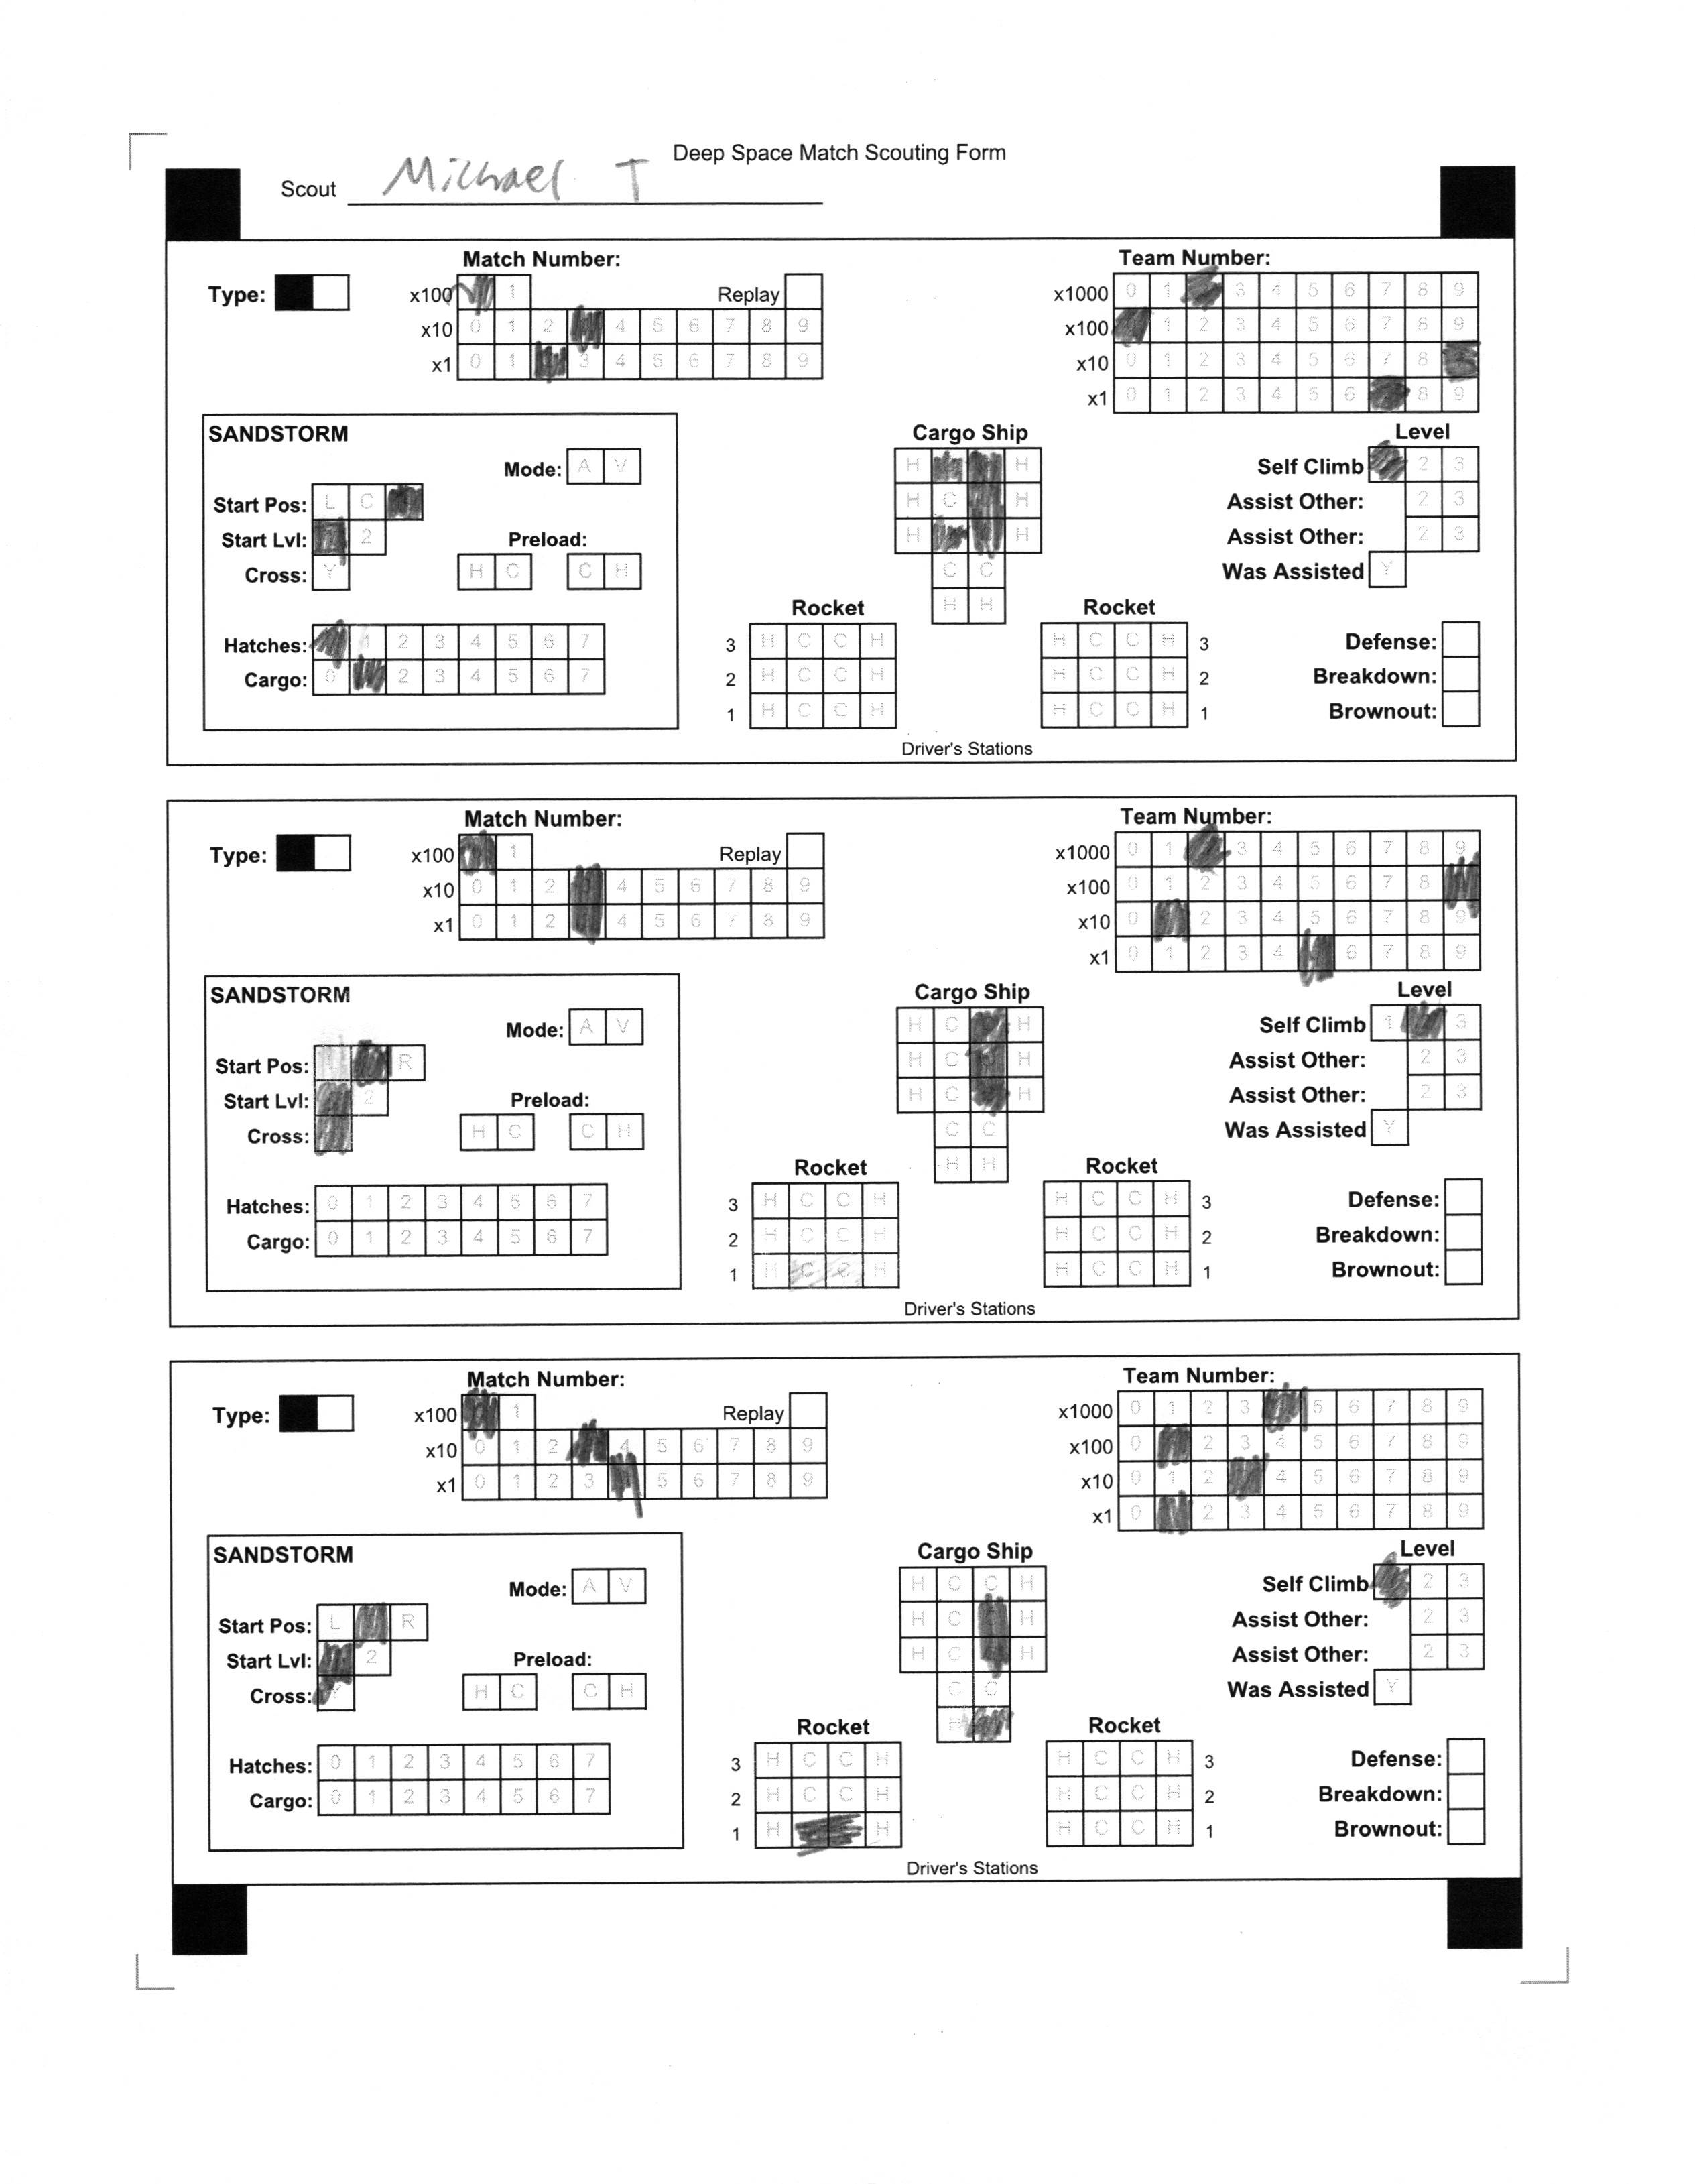 Deep Space Match Scouting Form
Scout Michael T
Match Number: Team Number:
Type: x100 1 Replay x1000 0 1 3 4 5 6 7 8 9
x10 0 1 2 4 5 6 7 8 9 x100 1 2 3 4 5 6 7 8 9
x1 0 1 3 4 5 6 7 8 9 x10 0 1 2 3 4 5 6 7 8
x1 0 1 2 3 4 5 6 8 9
SANDSTORM Cargo Ship Level
Mode: A V H H Self Climb 2 3
Start Pos: L C H C H Assist Other: 2 3
Start Lvl: 2 Preload: H H Assist Other: 2 3
Cross: Y H C C H C C Was Assisted Y
Rocket H H Rocket
Hatches: 1 2 3 4 5 6 7 3 H C C H H C C H 3 Defense:
Cargo: 0 2 3 4 5 6 7 2 H C C H H C C H 2 Breakdown:
1 H C C H H C C H 1 Brownout:
Driver's Stations
Match Number: Team Number:
Type: x100 1 Replay x1000 0 1 3 4 5 6 7 8 9
x10 0 1 2 4 5 6 7 8 9 x100 0 1 2 3 4 5 6 7 8
x1 0 1 2 4 5 6 7 8 9 x10 0 2 3 4 5 6 7 8 9
x1 0 1 2 3 4 6 7 8 9
SANDSTORM Cargo Ship Level
Mode: A V H C H Self Climb 1 3
Start Pos: R H C H Assist Other: 2 3
Start Lvl: 2 Preload: H C H Assist Other: 2 3
Cross: H C C H C C Was Assisted Y
Rocket H H Rocket
Hatches: 0 1 2 3 4 5 6 7 3 H C C H H C C H 3 Defense:
Cargo: 0 1 2 3 4 5 6 7 2 H C C H H C C H 2 Breakdown:
1 H C C H H C C H 1 Brownout:
Driver's Stations
Match Number: Team Number:
Type: x100 1 Replay x1000 0 1 2 3 5 6 7 8 9
x10 0 1 2 4 5 6 7 8 9 x100 0 2 3 4 5 6 7 8 9
x1 0 1 2 3 5 6 7 8 9 x10 0 1 2 4 5 6 7 8 9
x1 0 2 3 4 5 6 7 8 9
SANDSTORM Cargo Ship Level
Mode: A V H C C H Self Climb 2 3
Start Pos: L R H C H Assist Other: 2 3
Start Lvl: 2 Preload: H C H Assist Other: 2 3
Cross: Y H C C H C C Was Assisted Y
Rocket H Rocket
Hatches: 0 1 2 3 4 5 6 7 3 H C C H H C C H 3 Defense:
Cargo: 0 1 2 3 4 5 6 7 2 H C C H H C C H 2 Breakdown:
1 H H H C C H 1 Brownout:
Driver's Stations